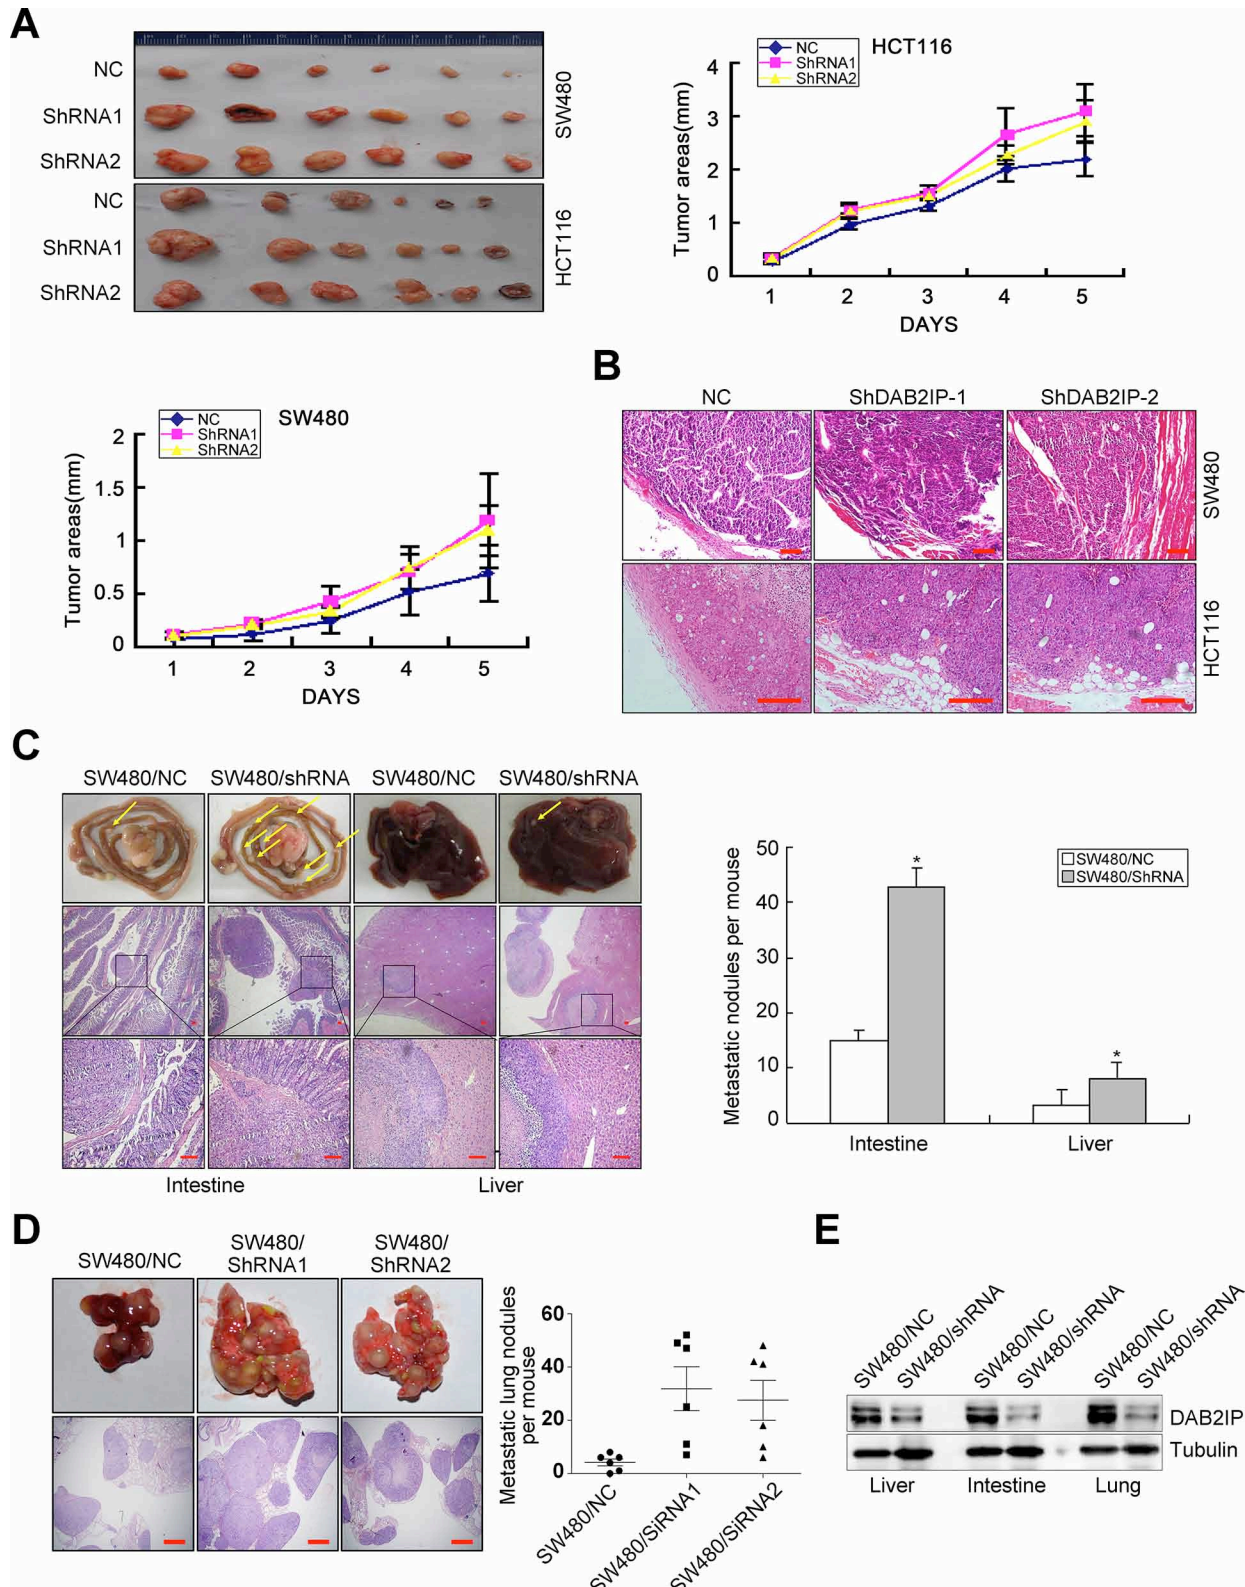 A
NC
ShRNA1
ShRNA2
SW480
NC
ShRNA1
ShRNA2
HCT116
HCT116
NC
ShRNA1
ShRNA2
Tumor areas(mm)
4
3
2
1
0
1 2 3 4 5
DAYS
SW480
NC
ShRNA1
ShRNA2
Tumor areas(mm)
2
1.5
1
0.5
0
1 2 3 4 5
DAYS
B
NC ShDAB2IP-1 ShDAB2IP-2
SW480
HCT116
C
SW480/NC SW480/shRNA SW480/NC SW480/shRNA
Intestine Liver
Metastatic nodules per mouse
50
40
30
20
10
0
SW480/NC
SW480/ShRNA
*
*
Intestine Liver
D
SW480/NC
SW480/
ShRNA1
SW480/
ShRNA2
Metastatic lung nodules
per mouse
60
40
20
0
SW480/NC
SW480/SiRNA1
SW480/SiRNA2
E
SW480/NC
SW480/shRNA
SW480/NC
SW480/shRNA
SW480/NC
SW480/shRNA
DAB2IP
Tubulin
Liver Intestine Lung